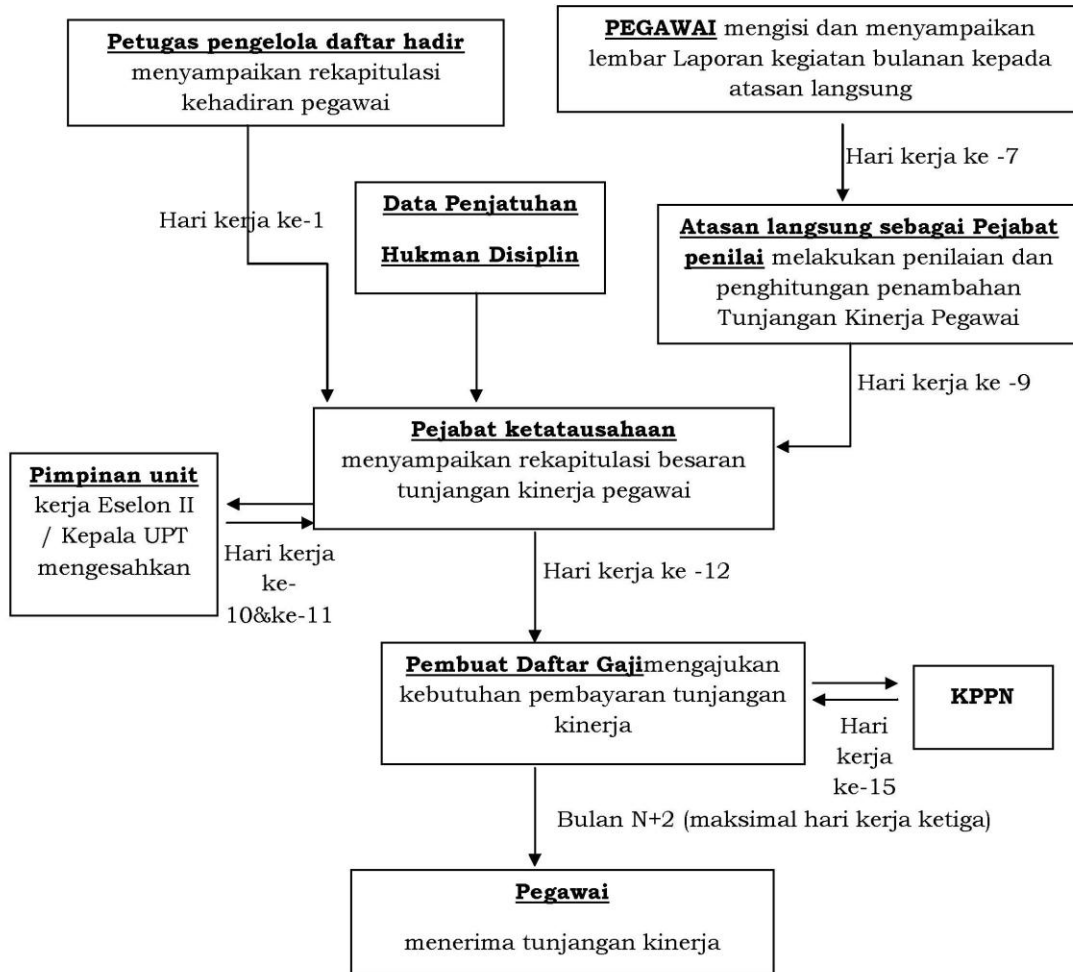 Petugas pengelola daftar hadir
menyampaikan rekapitulasi
kehadiran pegawai
PEGAWAI mengisi dan menyampaikan
lembar Laporan kegiatan bulanan kepada
atasan langsung
Hari kerja ke -7
Hari kerja ke-1
Data Penjatuhan
Hukman Disiplin
Atasan langsung sebagai Pejabat
penilai melakukan penilaian dan
penghitungan penambahan
Tunjangan Kinerja Pegawai
Hari kerja ke -9
Pejabat ketatausahaan
menyampaikan rekapitulasi besaran
tunjangan kinerja pegawai
Pimpinan unit
kerja Eselon II
/ Kepala UPT
mengesahkan
Hari kerja
ke-
10&ke-11
Hari kerja ke -12
Pembuat Daftar Gajimengajukan
kebutuhan pembayaran tunjangan
kinerja
KPPN
Hari
kerja
ke-15
Bulan N+2 (maksimal hari kerja ketiga)
Pegawai
menerima tunjangan kinerja